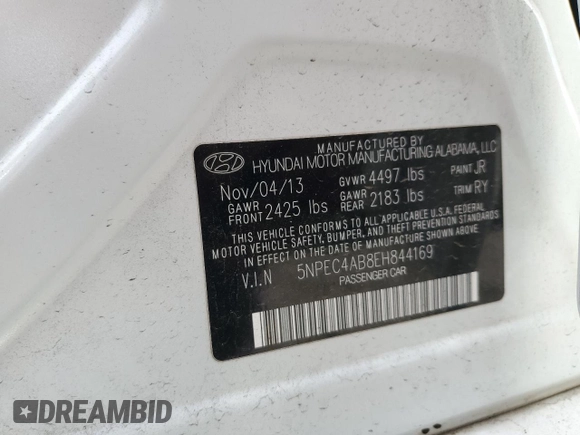 MANUFACTURED BY
HYUNDAI MOTOR MANUFACTURING ALABAMA, LLC
Nov/04/13 GVWR 4497 lbs PAINT JR
GAWR FRONT 2425 lbs GAWR REAR 2183 lbs TRIM RY
THIS VEHICLE CONFORMS TO ALL APPLICABLE U.S.A. FEDERAL
MOTOR VEHICLE SAFETY, BUMPER, AND THEFT PREVENTION STANDARDS
IN EFFECT ON THE DATE OF MANUFACTURE SHOWN ABOVE.
V.I.N 5NPEC4AB8EH844169
PASSENGER CAR
DREAMBID